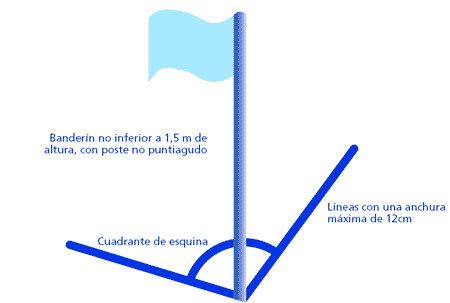 Banderín no inferior a 1,5 m de
altura, con poste no puntiagudo
Líneas con una anchura
máxima de 12cm
Cuadrante de esquina